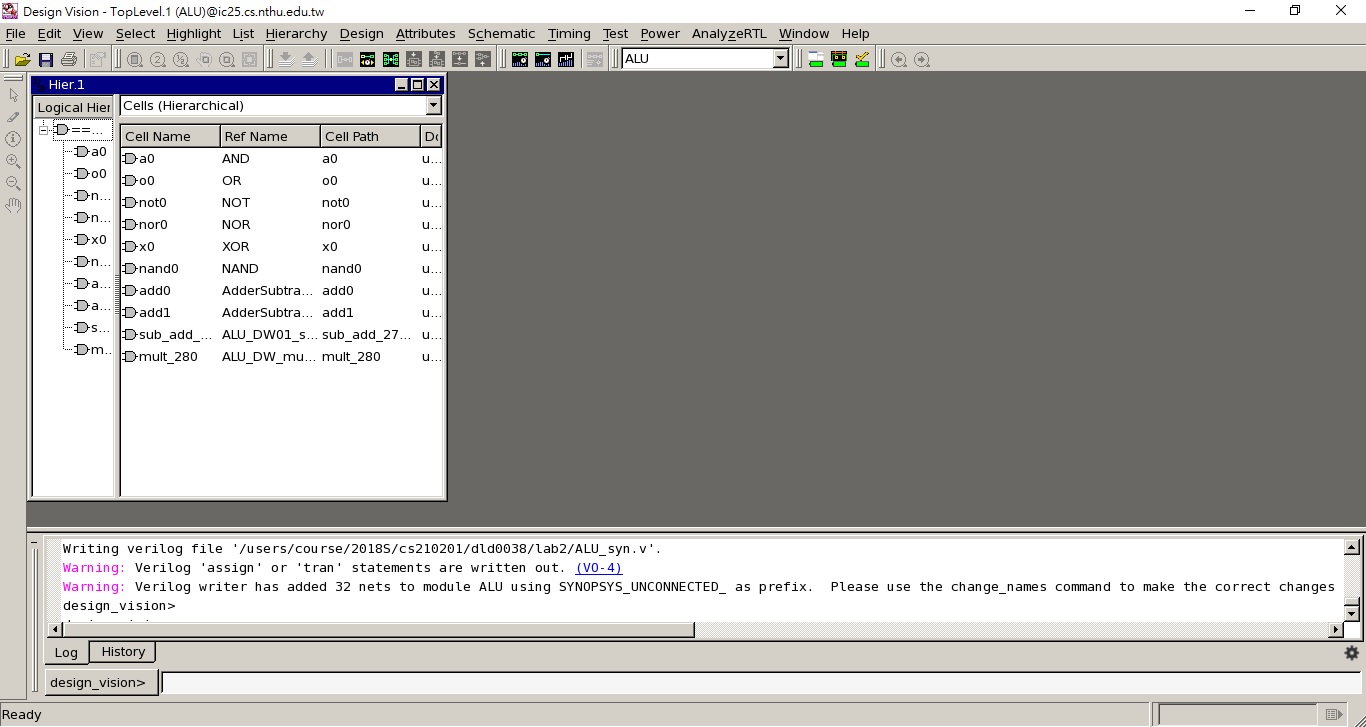 Design Vision - TopLevel.1 (ALU)@ic25.cs.nthu.edu.tw
File Edit View Select Highlight List Hierarchy Design Attributes Schematic Timing Test Power AnalyzeRTL Window Help
ALU
Hier.1
Logical Hier
Cells (Hierarchical)
==...
a0
o0
n...
n...
x0
n...
a...
a...
s...
m..
Cell Name Ref Name Cell Path Do
a0 AND a0 u...
o0 OR o0 u...
not0 NOT not0 u...
nor0 NOR nor0 u...
x0 XOR x0 u...
nand0 NAND nand0 u...
add0 AdderSubtra... add0 u...
add1 AdderSubtra... add1 u...
sub_add_... ALU_DW01_s... sub_add_27... u...
mult_280 ALU_DW_mu... mult_280 u...
Writing verilog file '/users/course/2018S/cs210201/dld0038/lab2/ALU_syn.v'.
Warning: Verilog 'assign' or 'tran' statements are written out. (VO-4)
Warning: Verilog writer has added 32 nets to module ALU using SYNOPSYS_UNCONNECTED_ as prefix.  Please use the change_names command to make the correct changes
design_vision>
Log History
design_vision>
Ready